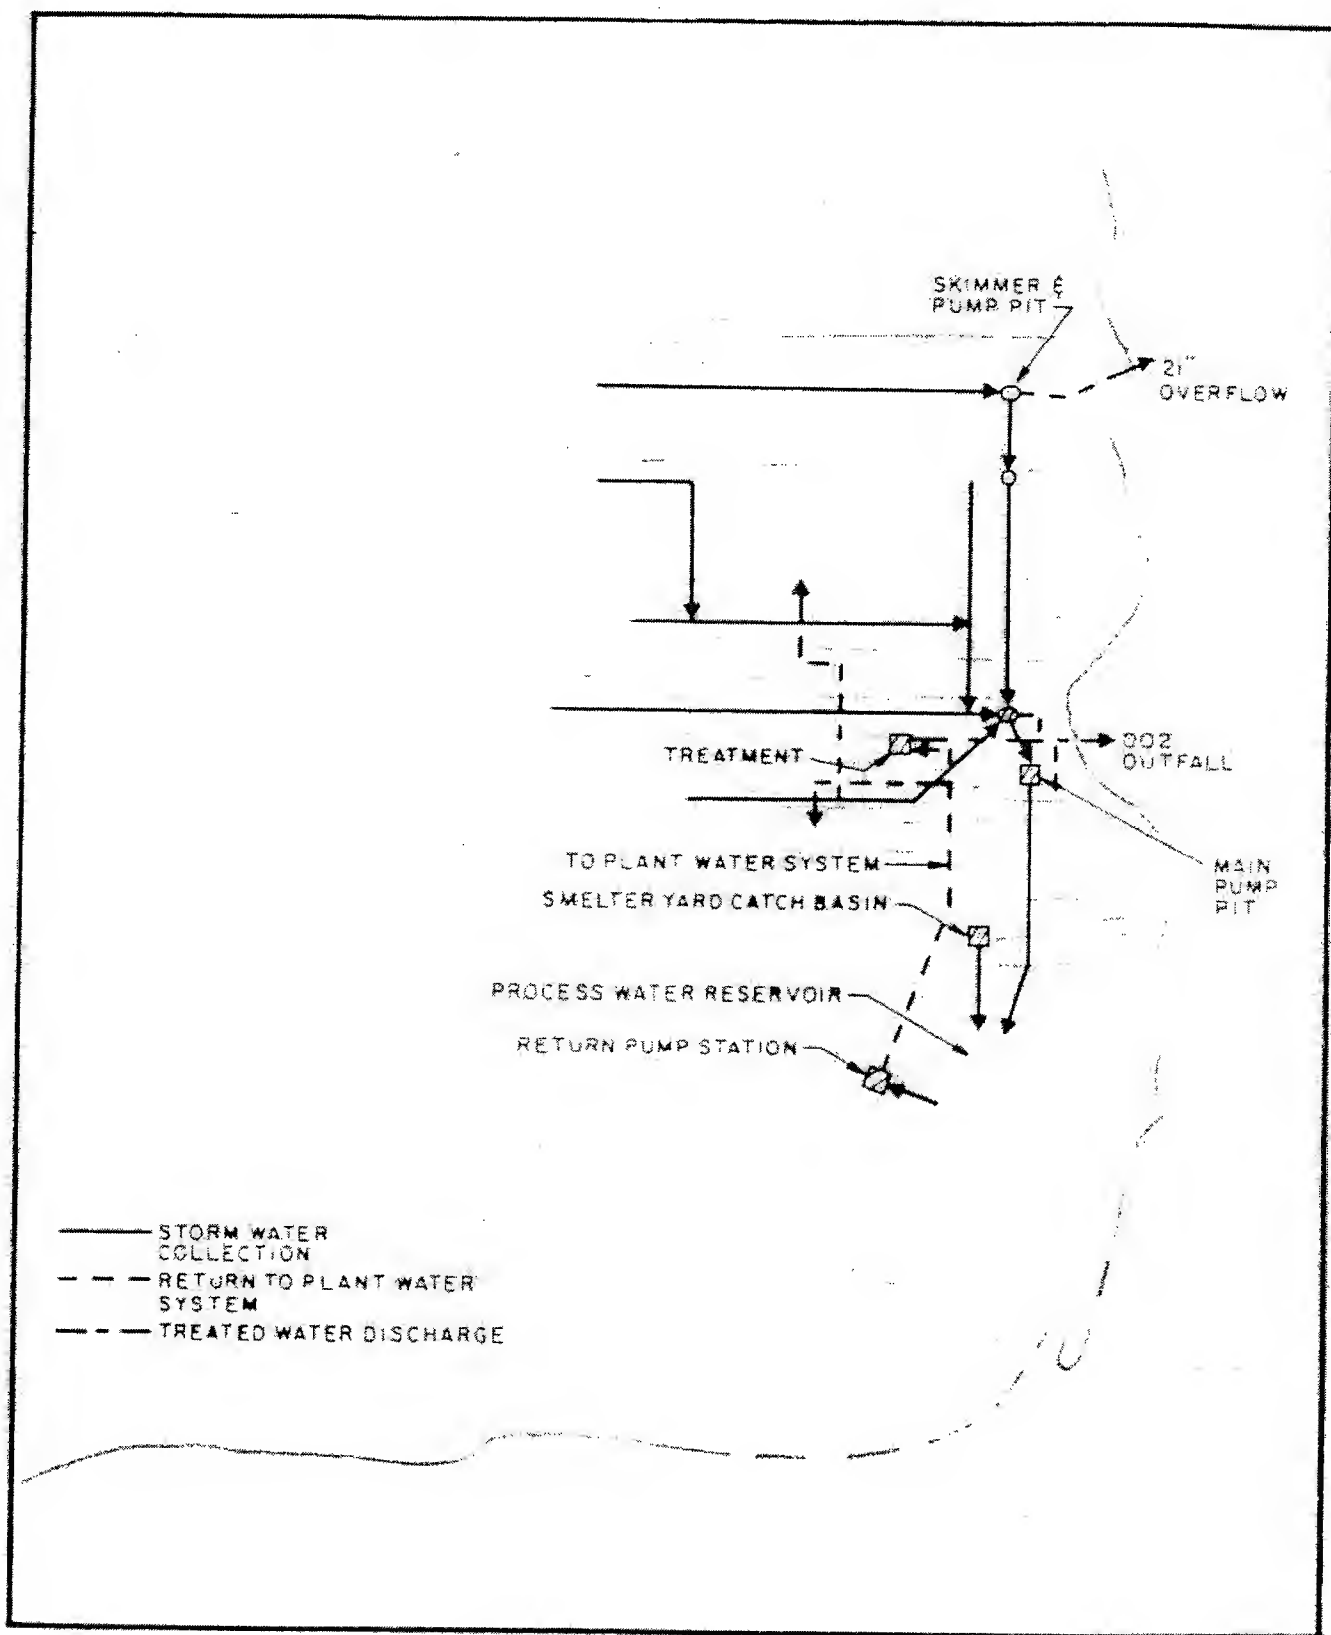 SKIMMER &
PUMP PIT
21"
OVERFLOW
TREATMENT
002
OUTFALL
TO PLANT WATER SYSTEM
SMELTER YARD CATCH BASIN
MAIN
PUMP
PIT
PROCESS WATER RESERVOIR
RETURN PUMP STATION
STORM WATER
COLLECTION
RETURN TO PLANT WATER
SYSTEM
TREATED WATER DISCHARGE